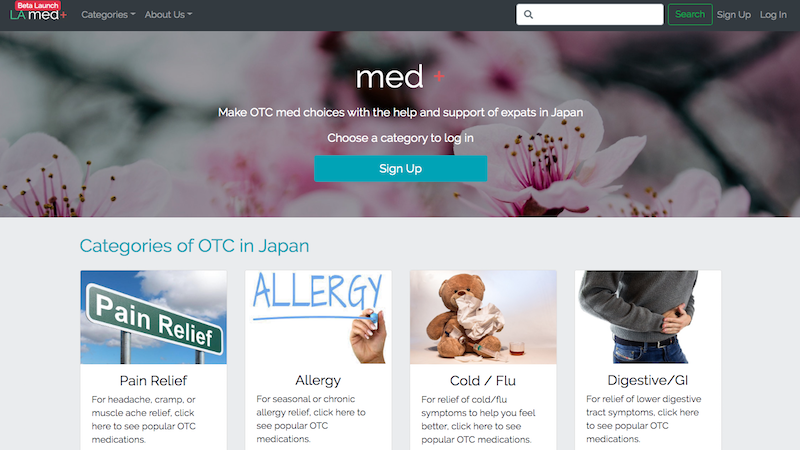 Beta Launch
LA med+
Categories
About Us
Search
Sign Up
Log In
med +
Make OTC med choices with the help and support of expats in Japan
Choose a category to log in
Sign Up
Categories of OTC in Japan
Pain Relief
Pain Relief
For headache, cramp, or
muscle ache relief, click
here to see popular OTC
medications.
ALLERGY
Allergy
For seasonal or chronic
allergy relief, click here to
see popular OTC
medications.
Cold / Flu
For relief of cold/flu
symptoms to help you feel
better, click here to see
popular OTC medications.
Digestive/GI
For relief of lower digestive
tract symptoms, click here
to see popular OTC
medications.